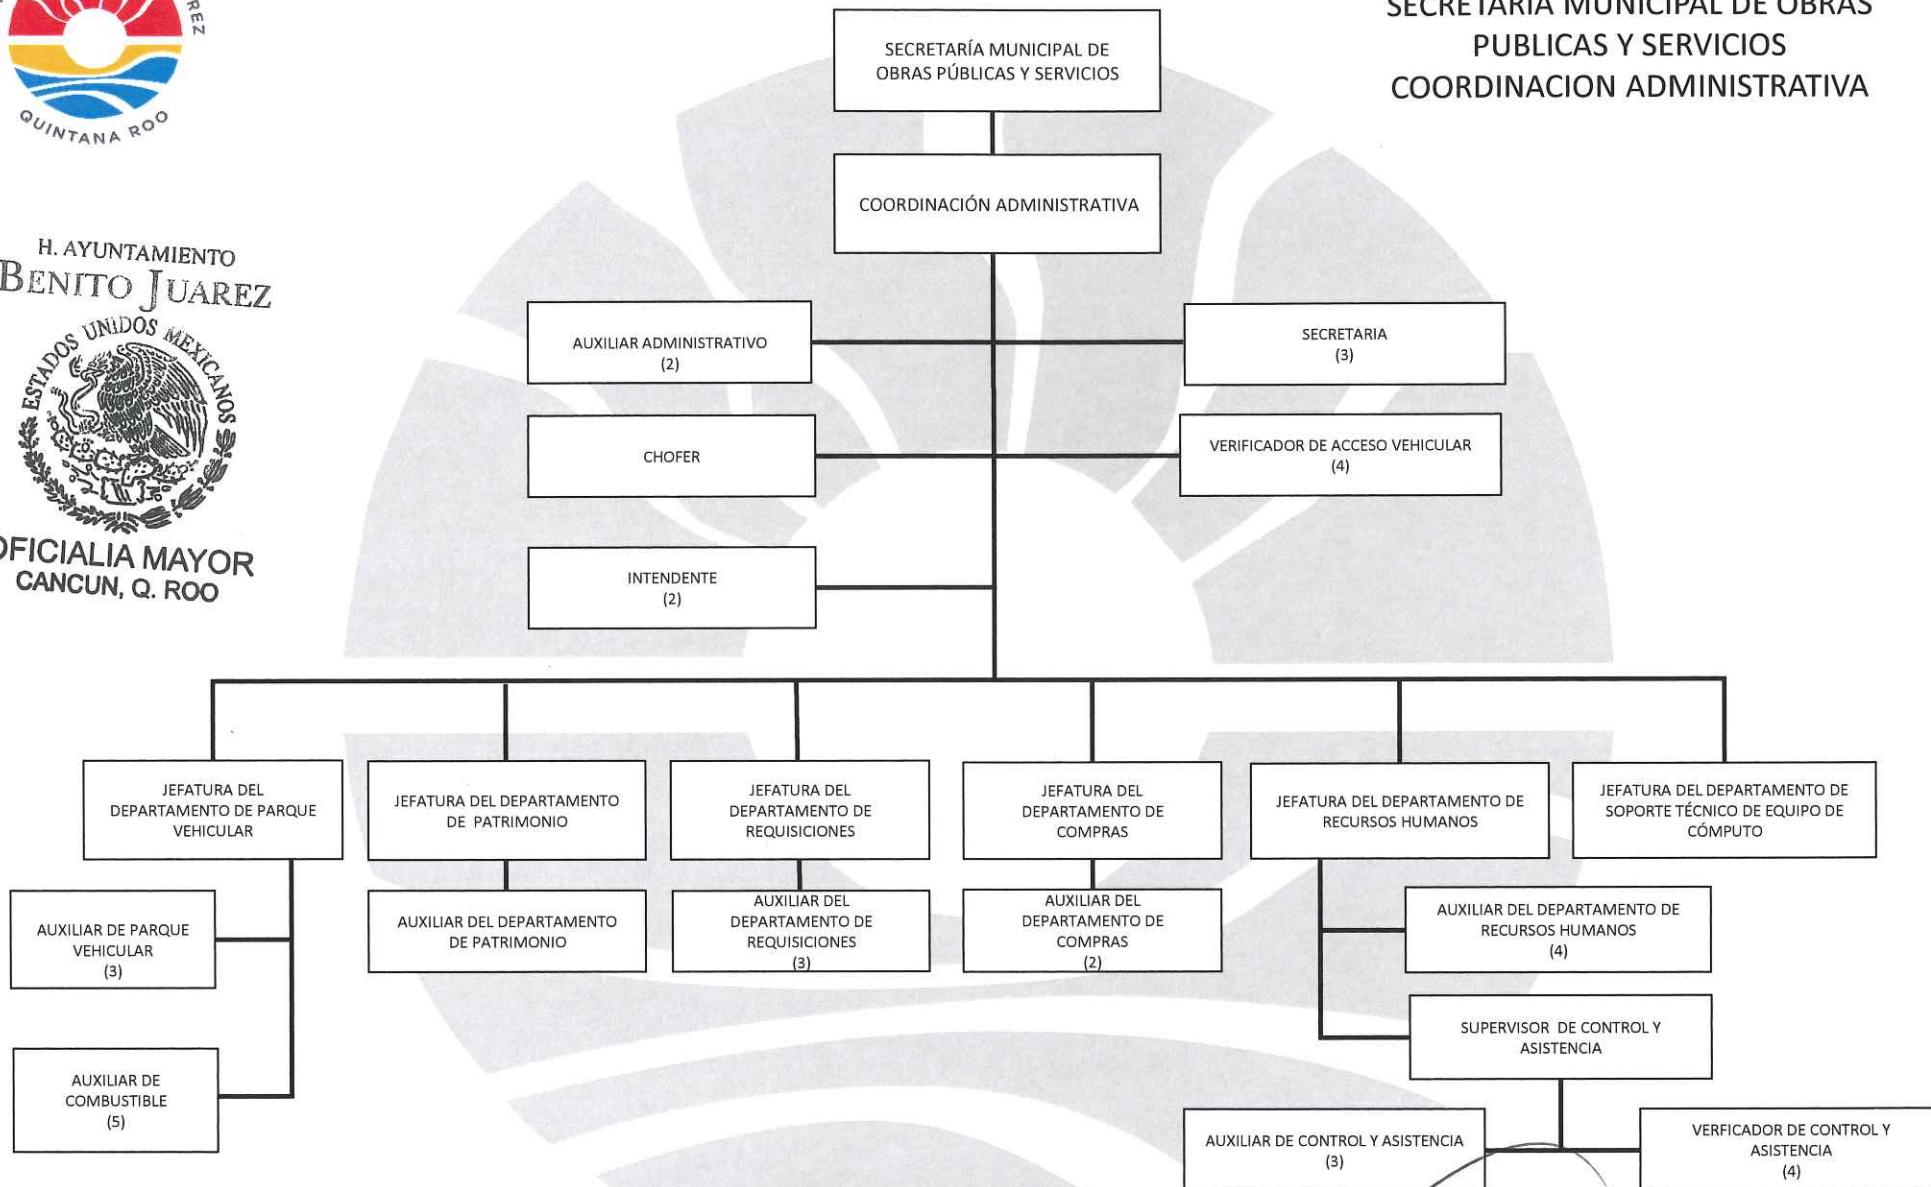 REZ
QUINTANA ROO
SECRETARÍA MUNICIPAL DE OBRAS
PUBLICAS Y SERVICIOS
COORDINACION ADMINISTRATIVA
SECRETARÍA MUNICIPAL DE
OBRAS PÚBLICAS Y SERVICIOS
COORDINACIÓN ADMINISTRATIVA
H. AYUNTAMIENTO
BENITO JUAREZ
ESTADOS UNIDOS MEXICANOS
OFICIALIA MAYOR
CANCUN, Q. ROO
AUXILIAR ADMINISTRATIVO
(2)
SECRETARIA
(3)
CHOFER
VERIFICADOR DE ACCESO VEHICULAR
(4)
INTENDENTE
(2)
JEFATURA DEL
DEPARTAMENTO DE PARQUE
VEHICULAR
JEFATURA DEL DEPARTAMENTO
DE PATRIMONIO
JEFATURA DEL
DEPARTAMENTO DE
REQUISICIONES
JEFATURA DEL
DEPARTAMENTO DE
COMPRAS
JEFATURA DEL DEPARTAMENTO DE
RECURSOS HUMANOS
JEFATURA DEL DEPARTAMENTO DE
SOPORTE TÉCNICO DE EQUIPO DE
CÓMPUTO
AUXILIAR DE PARQUE
VEHICULAR
(3)
AUXILIAR DEL DEPARTAMENTO
DE PATRIMONIO
AUXILIAR DEL
DEPARTAMENTO DE
REQUISICIONES
(3)
AUXILIAR DEL
DEPARTAMENTO DE
COMPRAS
(2)
AUXILIAR DEL DEPARTAMENTO DE
RECURSOS HUMANOS
(4)
SUPERVISOR  DE CONTROL Y
ASISTENCIA
AUXILIAR DE
COMBUSTIBLE
(5)
AUXILIAR DE CONTROL Y ASISTENCIA
(3)
VERFICADOR DE CONTROL Y
ASISTENCIA
(4)